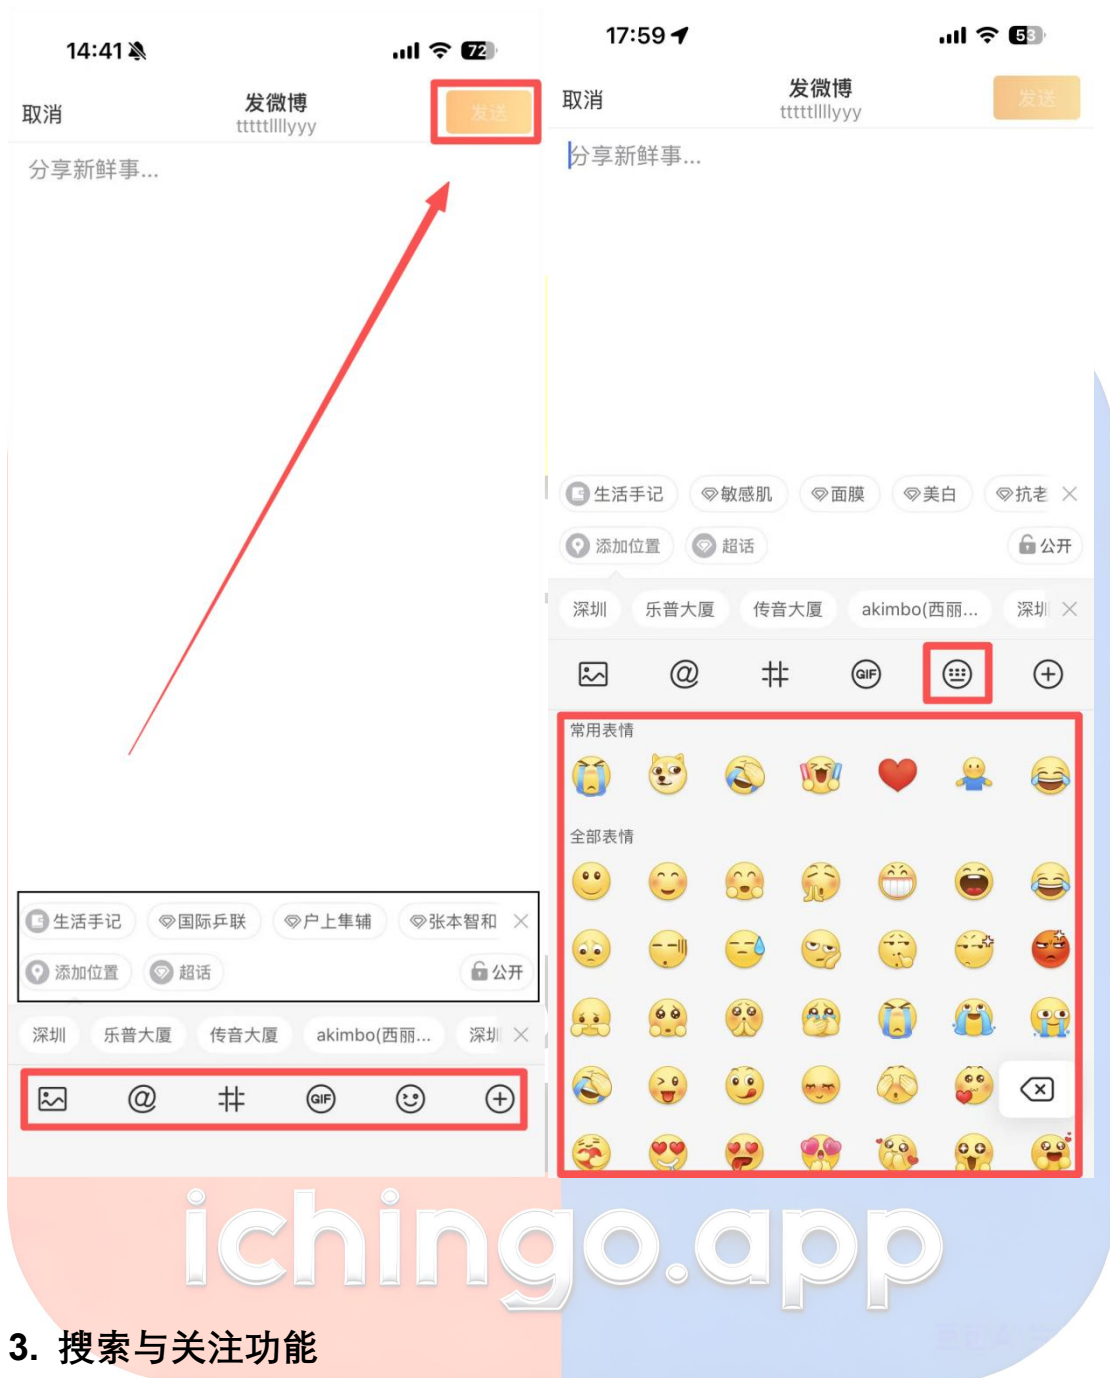 14:41
72
取消
发微博
tttttllllyyy
发送
分享新鲜事...
生活手记
国际乒联
户上隼辅
张本智和
添加位置
超话
公开
深圳
乐普大厦
传音大厦
akimbo(西丽...
深圳
@
GIF
17:59
53
取消
发微博
tttttllllyyy
发送
分享新鲜事...
生活手记
敏感肌
面膜
美白
抗老
添加位置
超话
公开
深圳
乐普大厦
传音大厦
akimbo(西丽...
深圳
@
GIF
常用表情
全部表情
ichingo.app
3. 搜索与关注功能